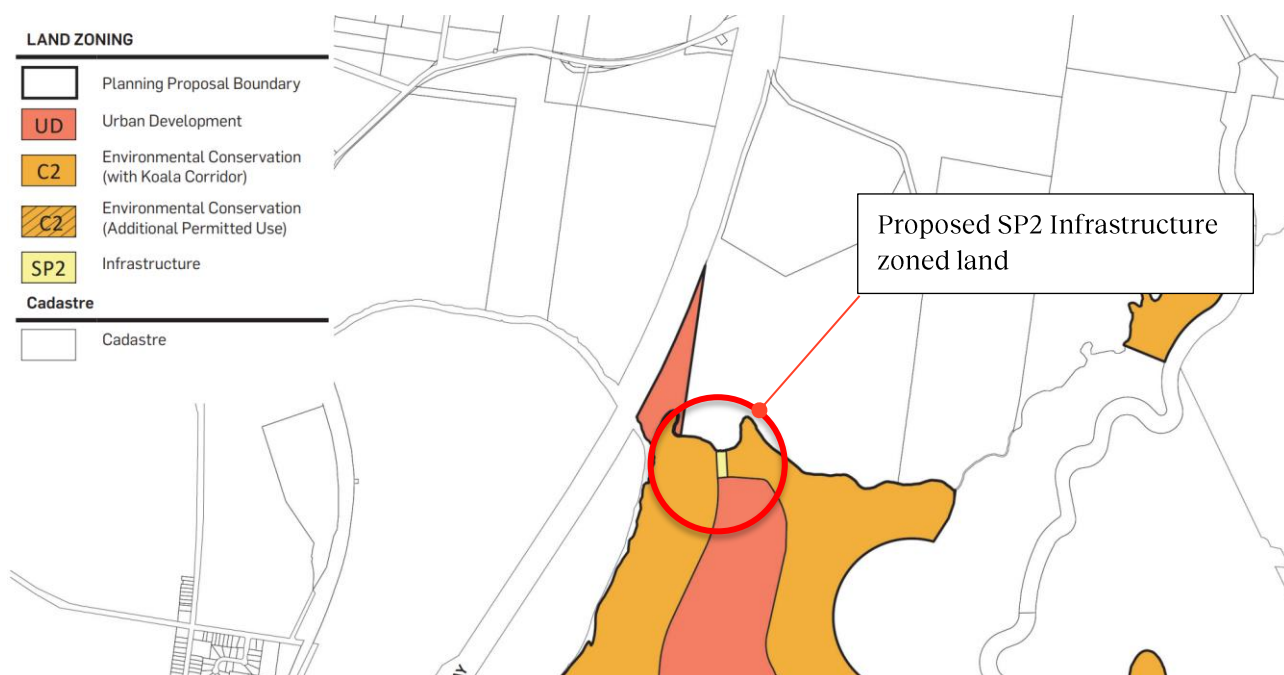 LAND ZONING
Planning Proposal Boundary
UD
Urban Development
C2
Environmental Conservation
(with Koala Corridor)
C2
Environmental Conservation
(Additional Permitted Use)
SP2
Infrastructure
Cadastre
Cadastre
Proposed SP2 Infrastructure
zoned land